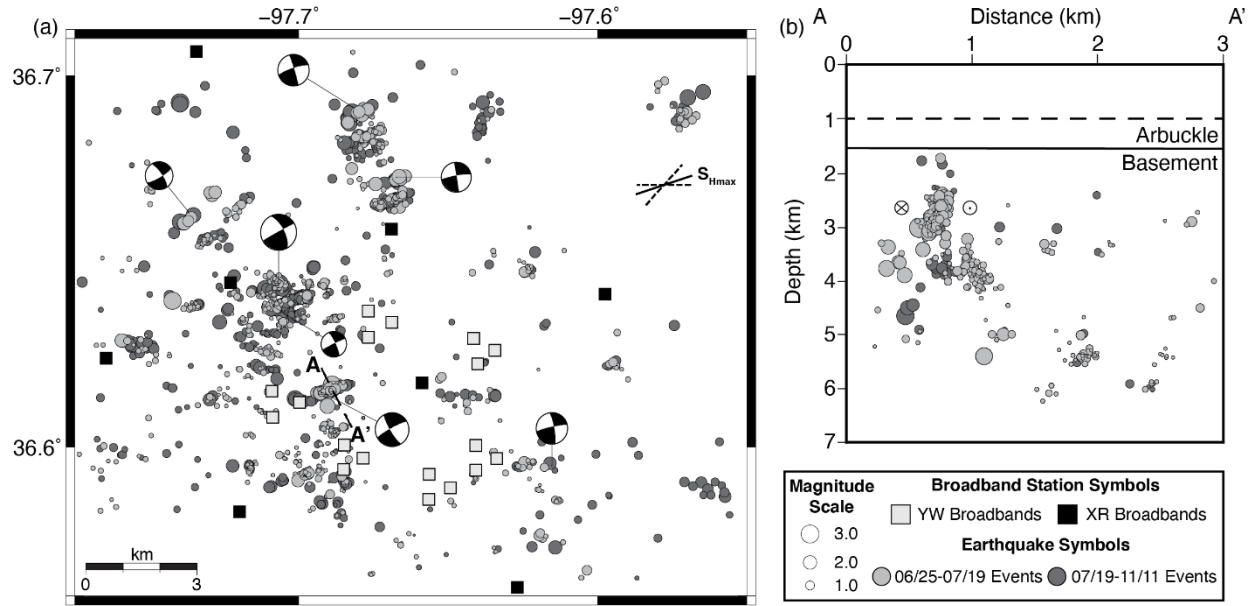 (a)
−97.7˚
−97.6˚
36.7˚
36.6˚
SHmax
A
A'
km
0
3
(b)
A
Distance (km)
A'
0
1
2
3
Depth (km)
0
1
2
3
4
5
6
7
Arbuckle
Basement
Magnitude
Scale
3.0
2.0
1.0
Broadband Station Symbols
YW Broadbands
XR Broadbands
Earthquake Symbols
06/25-07/19 Events
07/19-11/11 Events